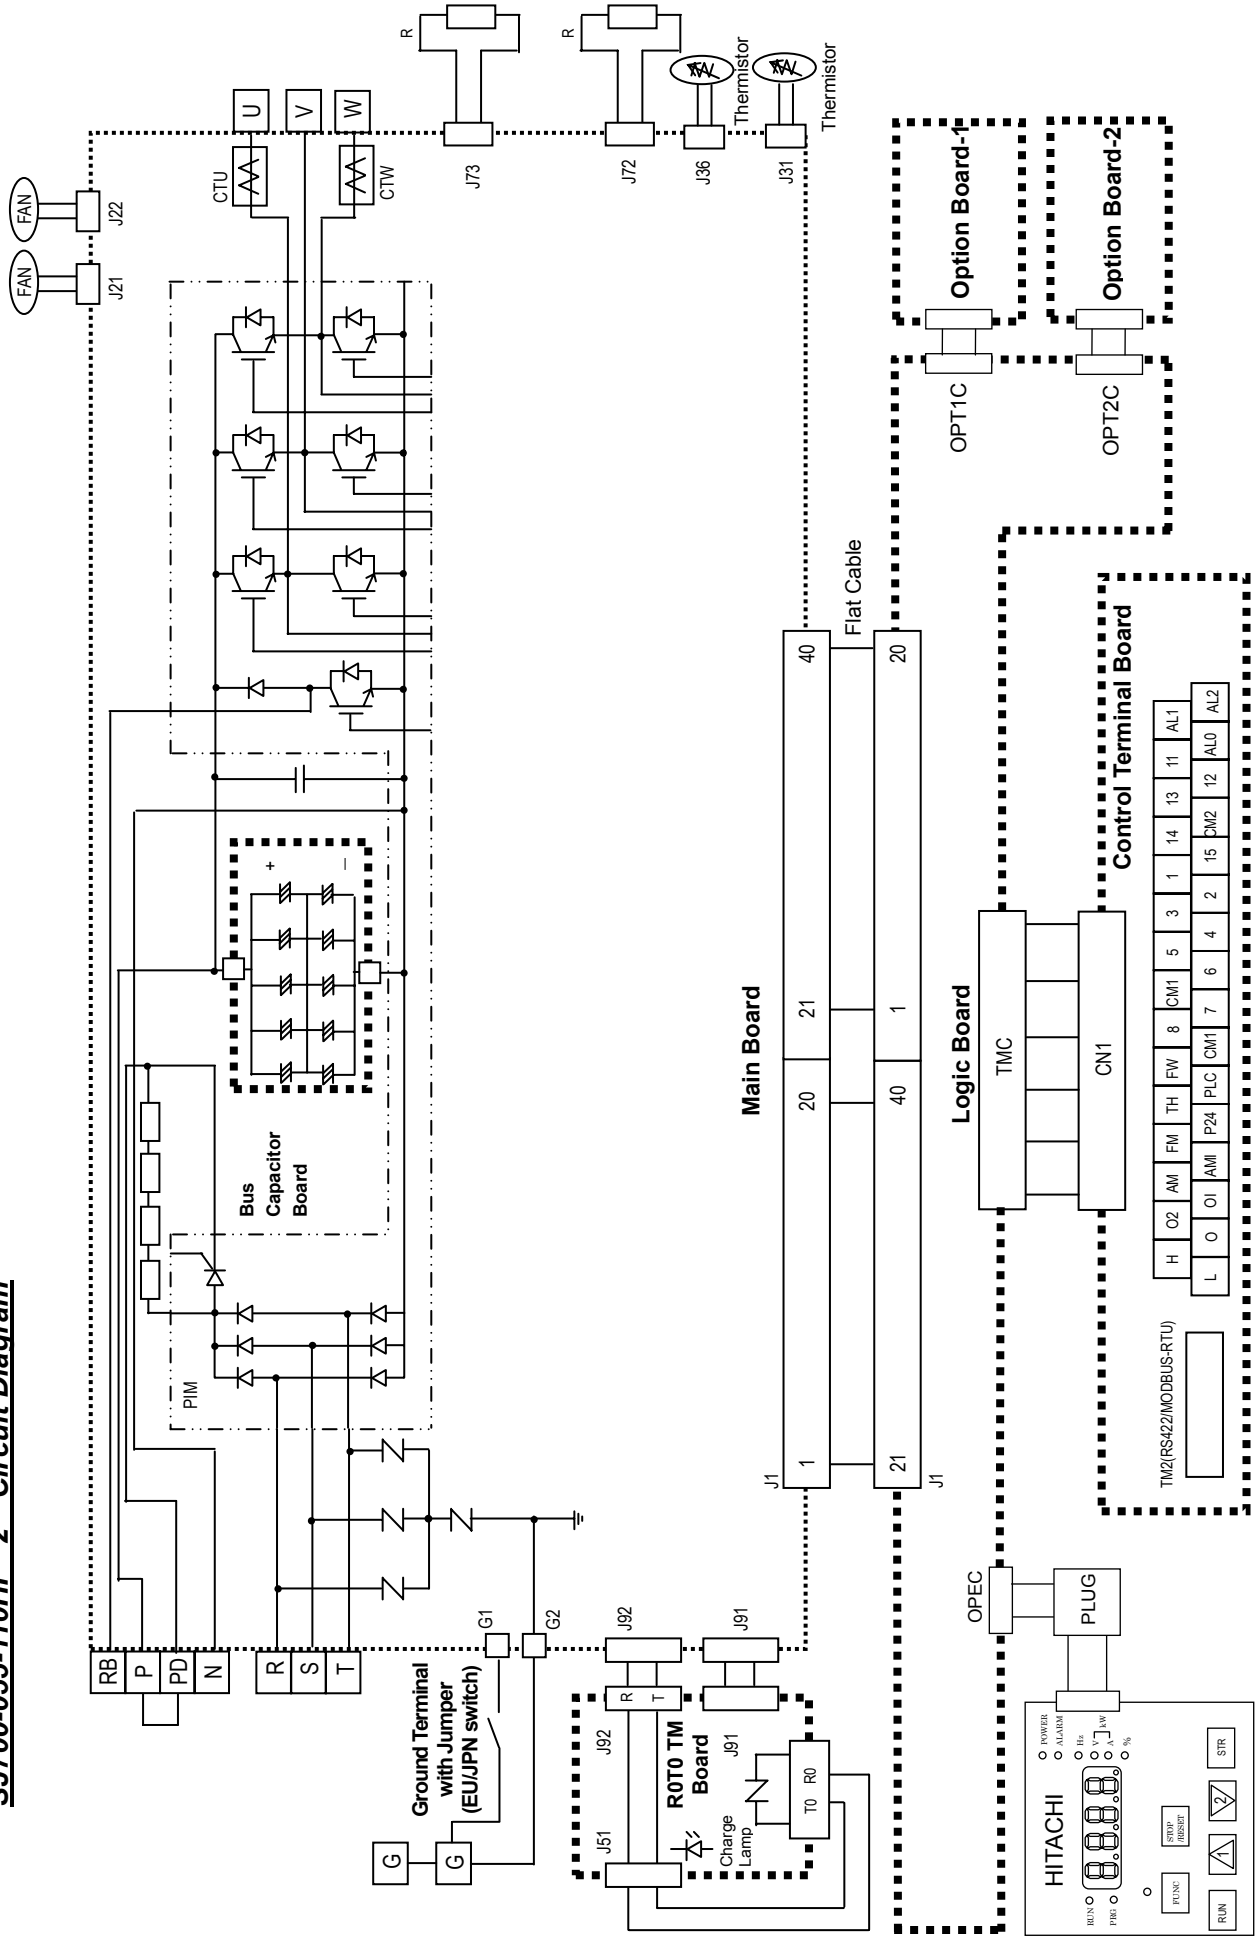 Circuit Diagram
FAN
FAN
J21
J22
RB
P
PD
N
R
S
T
PIM
Bus
Capacitor
Board
+
−
CTU
CTW
U
V
W
R
J73
R
J72
J36
Thermistor
J31
Thermistor
G1
G2
G
G
Ground Terminal
with Jumper
(EU/JPN switch)
J92
J91
J92
R
T
R0T0 TM
Board
J91
J51
Charge
Lamp
T0
R0
Main Board
J1
1
20
21
40
Flat Cable
J1
21
40
1
20
OPT1C
Option Board-1
OPT2C
Option Board-2
Logic Board
TMC
CN1
Control Terminal Board
H
O2
AM
FM
TH
FW
8
CM1
5
3
1
14
13
11
AL1
L
O
OI
AMI
P24
PLC
CM1
7
6
4
2
15
CM2
12
AL0
AL2
TM2(RS422/MODBUS-RTU)
OPEC
PLUG
HITACHI
POWER
ALARM
Hz
V
A
kW
%
RUN
PRG
8888
FUNC
STOP
/RESET
RUN
1
2
STR